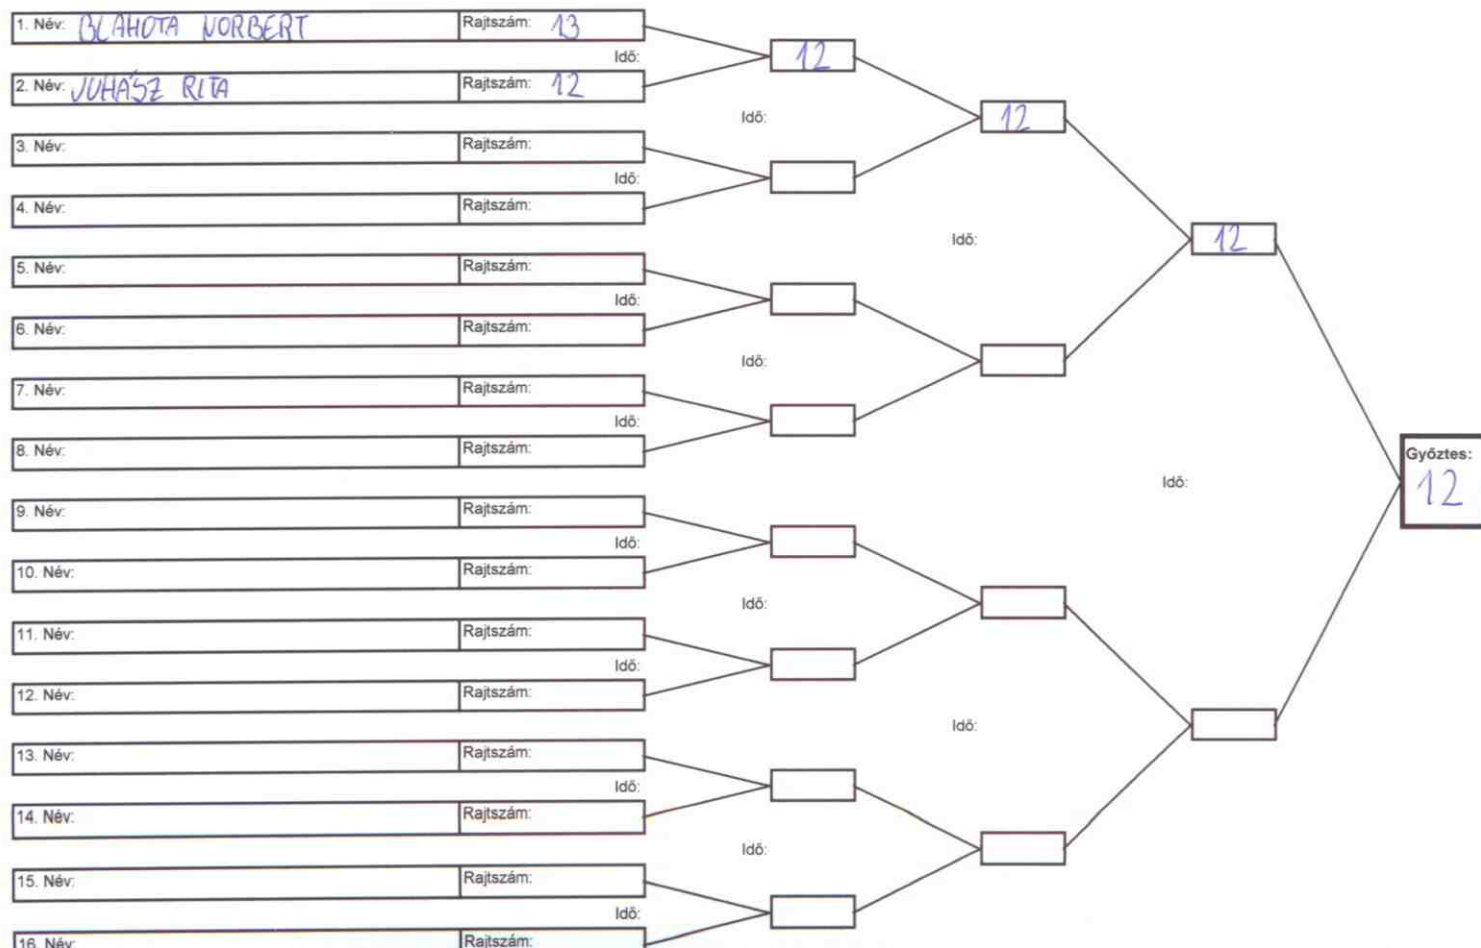 1. Név: BLAHOTA NORBERT Rajtszám: 13
Idő:
12
2. Név: JUHÁSZ RITA Rajtszám: 12
Idő:
12
3. Név: Rajtszám:
Idő:
4. Név: Rajtszám:
Idő:
12
5. Név: Rajtszám:
Idő:
6. Név: Rajtszám:
Idő:
7. Név: Rajtszám:
Idő:
8. Név: Rajtszám:
Idő:
Győztes:
12
9. Név: Rajtszám:
Idő:
10. Név: Rajtszám:
Idő:
11. Név: Rajtszám:
Idő:
12. Név: Rajtszám:
Idő:
13. Név: Rajtszám:
Idő:
14. Név: Rajtszám:
Idő:
15. Név: Rajtszám:
Idő:
16. Név: Rajtszám: